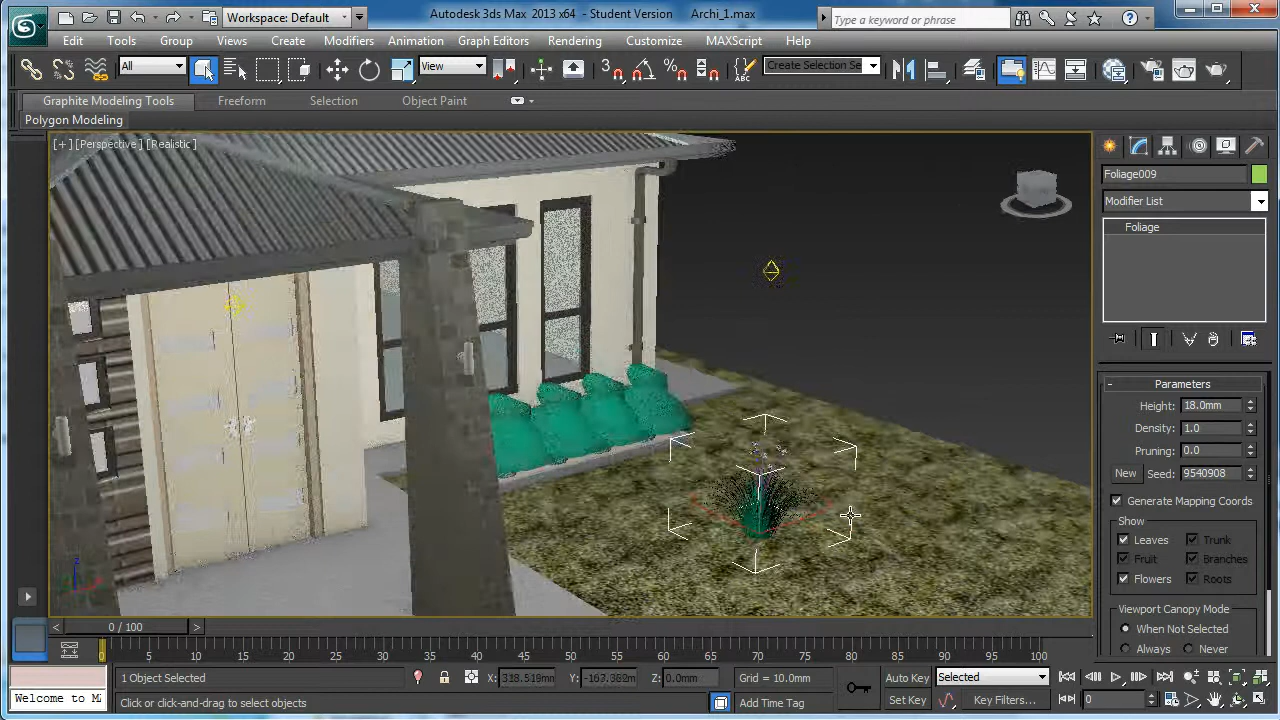 Workspace: Default
Autodesk 3ds Max 2013 x64 - Student Version Archi_1.max
Type a keyword or phrase
Edit Tools Group Views Create Modifiers Animation Graph Editors Rendering Customize MAXScript Help
All
View
3
ABC
Create Selection Se
Graphite Modeling Tools Freeform Selection Object Paint
Polygon Modeling
[+] [Perspective] [Realistic]
Foliage009
Modifier List
Foliage
Parameters
Height: 18.0mm
Density: 1.0
Pruning: 0.0
New Seed: 9540908
Generate Mapping Coords
Show
Leaves Trunk
Fruit Branches
Flowers Roots
Viewport Canopy Mode
When Not Selected
Always Never
z
0 / 100
0 5 10 15 20 25 30 35 40 45 50 55 60 65 70 75 80 85 90 95 100
1 Object Selected
X: 318.519mm Y: Z: 0.0mm
Grid = 10.0mm
Auto Key Selected
Welcome to
Click or click-and-drag to select objects
Add Time Tag
Set Key Key Filters...
0